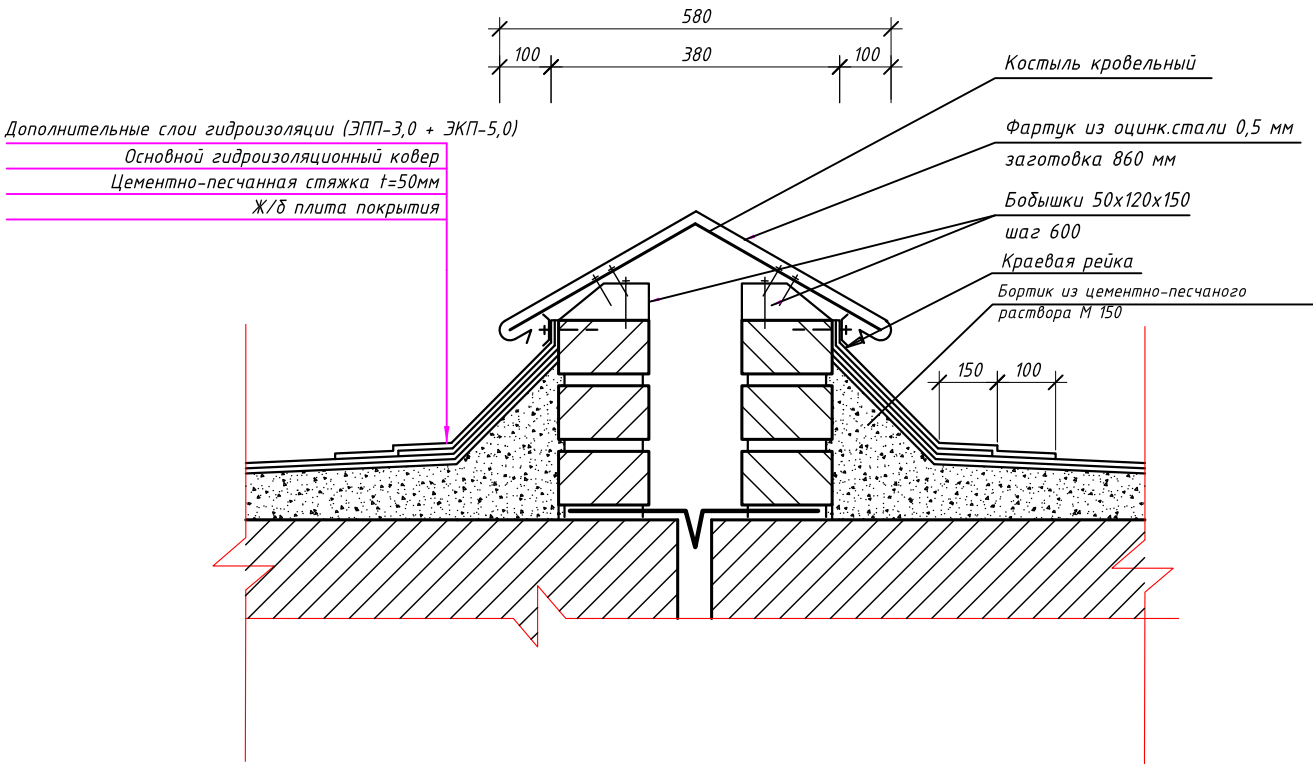 580
100
380
100
Костыль кровельный
Дополнительные слои гидроизоляции (ЭПП-3,0 + ЭКП-5,0)
Основной гидроизоляционный ковер
Цементно-песчанная стяжка t=50мм
Ж/б плита покрытия
Фартук из оцинк.стали 0,5 мм
заготовка 860 мм
Бобышки 50х120х150
шаг 600
Краевая рейка
Бортик из цементно-песчаного
раствора М 150
150
100